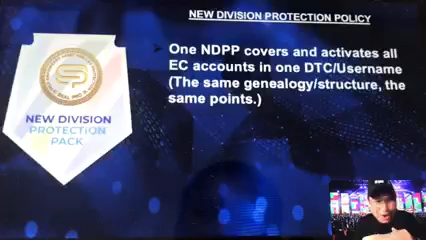 NEW DIVISION PROTECTION POLICY
One NDPP covers and activates all
EC accounts in one DTC/Username
(The same genealogy/structure, the
same points.)
NEW DIVISION
PROTECTION
PACK